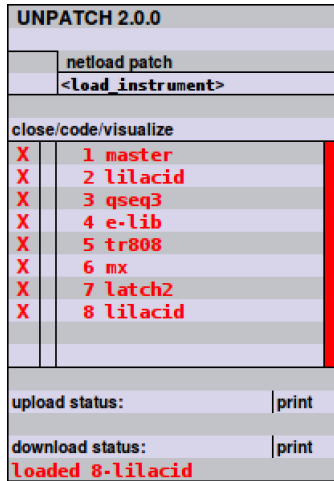 UNPATCH 2.0.0
netload patch
<load_instrument>
close/code/visualize
X 1 master
X 2 lilacid
X 3 qseq3
X 4 e-lib
X 5 tr808
X 6 mx
X 7 latch2
X 8 lilacid
upload status: print
download status: print
loaded 8-lilacid